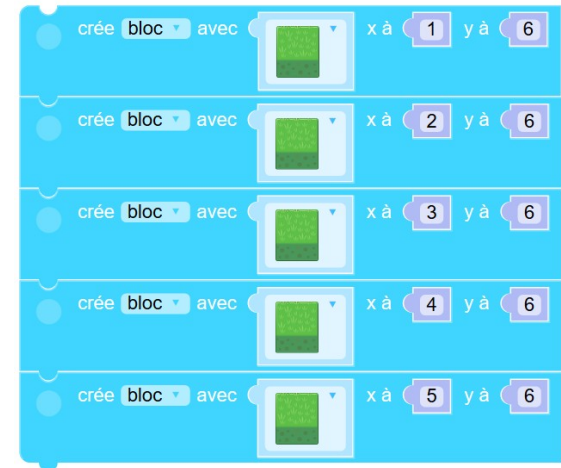 crée bloc avec x à 1 y à 6
crée bloc avec x à 2 y à 6
crée bloc avec x à 3 y à 6
crée bloc avec x à 4 y à 6
crée bloc avec x à 5 y à 6